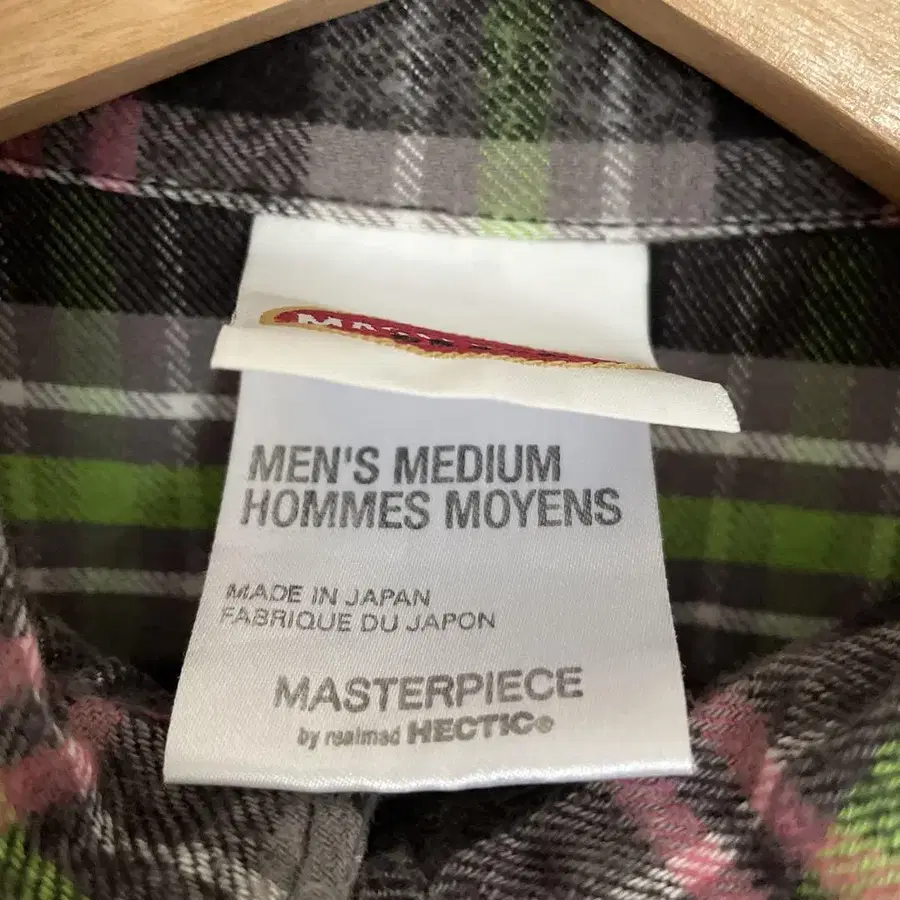 MEN'S MEDIUM
HOMMES MOYENS
MADE IN JAPAN
FABRIQUE DU JAPON
MASTERPIECE
by realmad HECTIC®